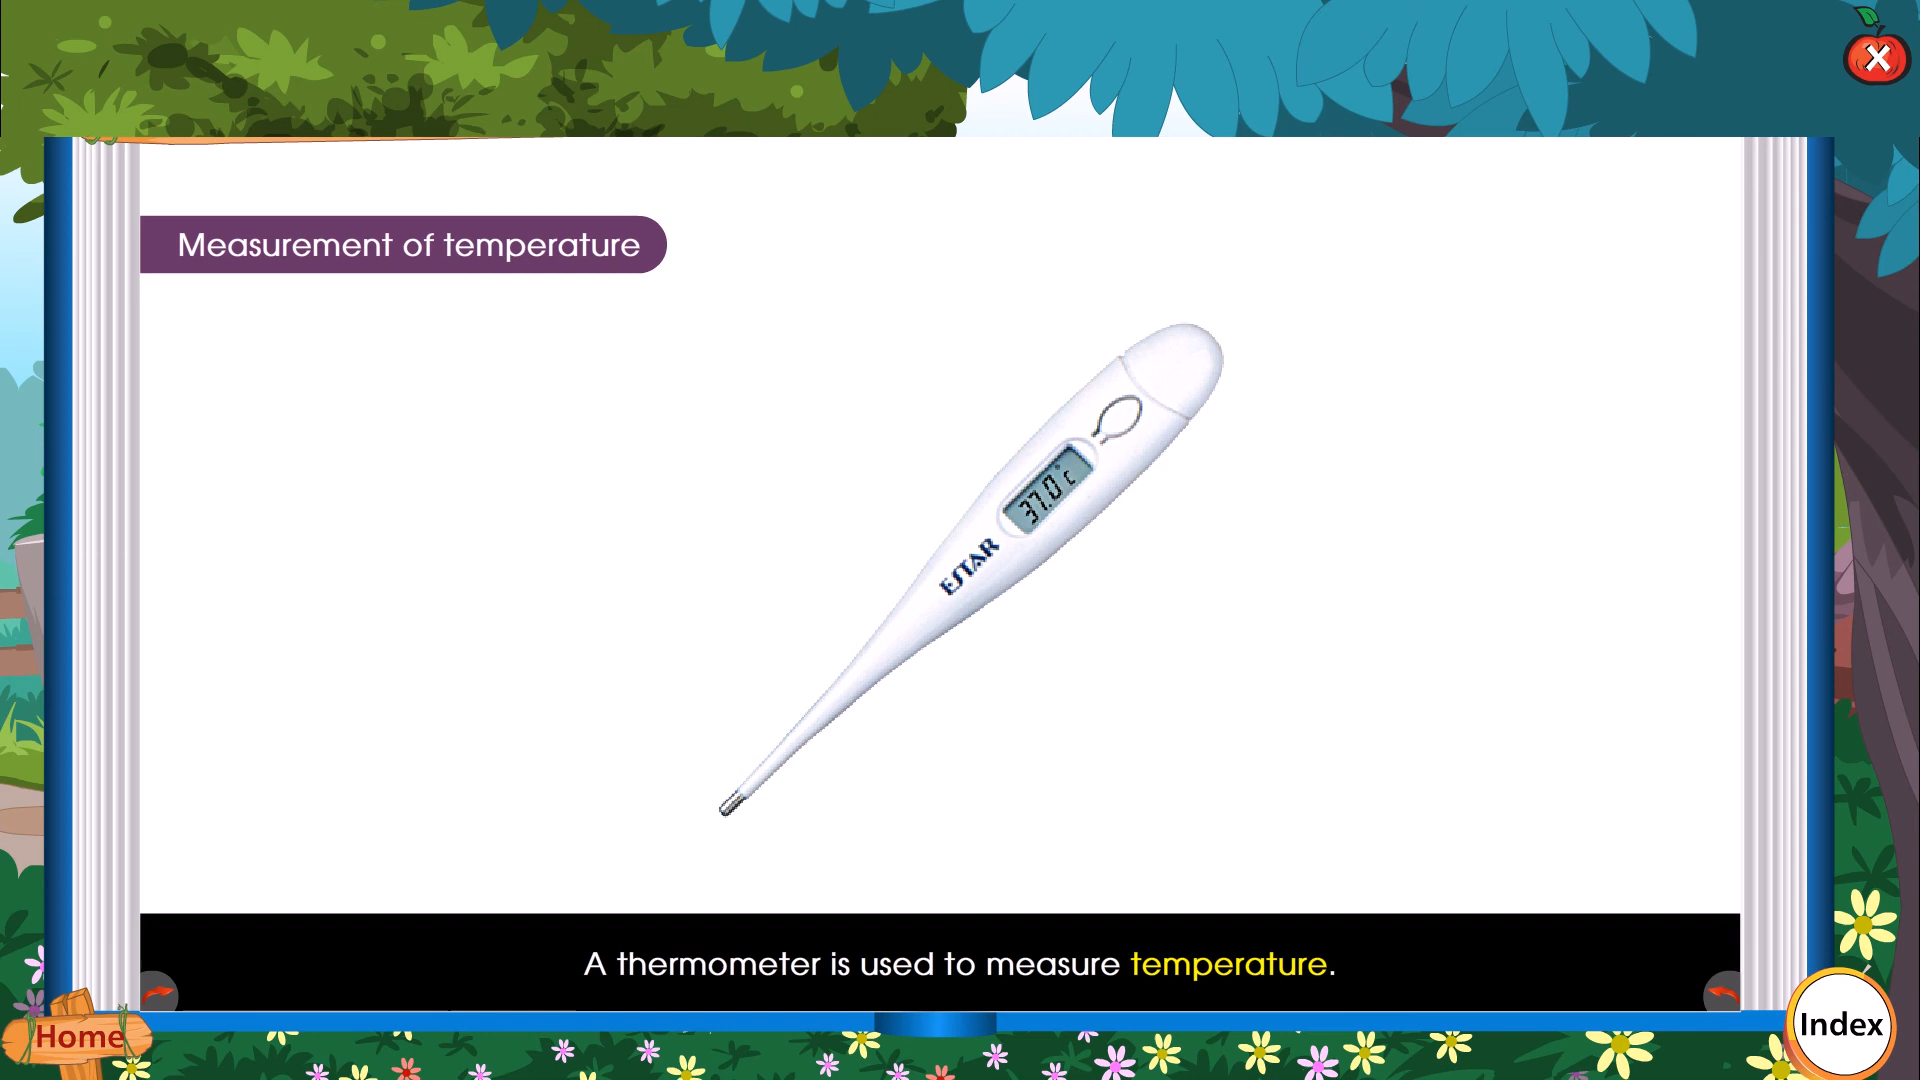 Measurement of temperature
37.0°C
ESTAR
A thermometer is used to measure temperature.
Home
Index